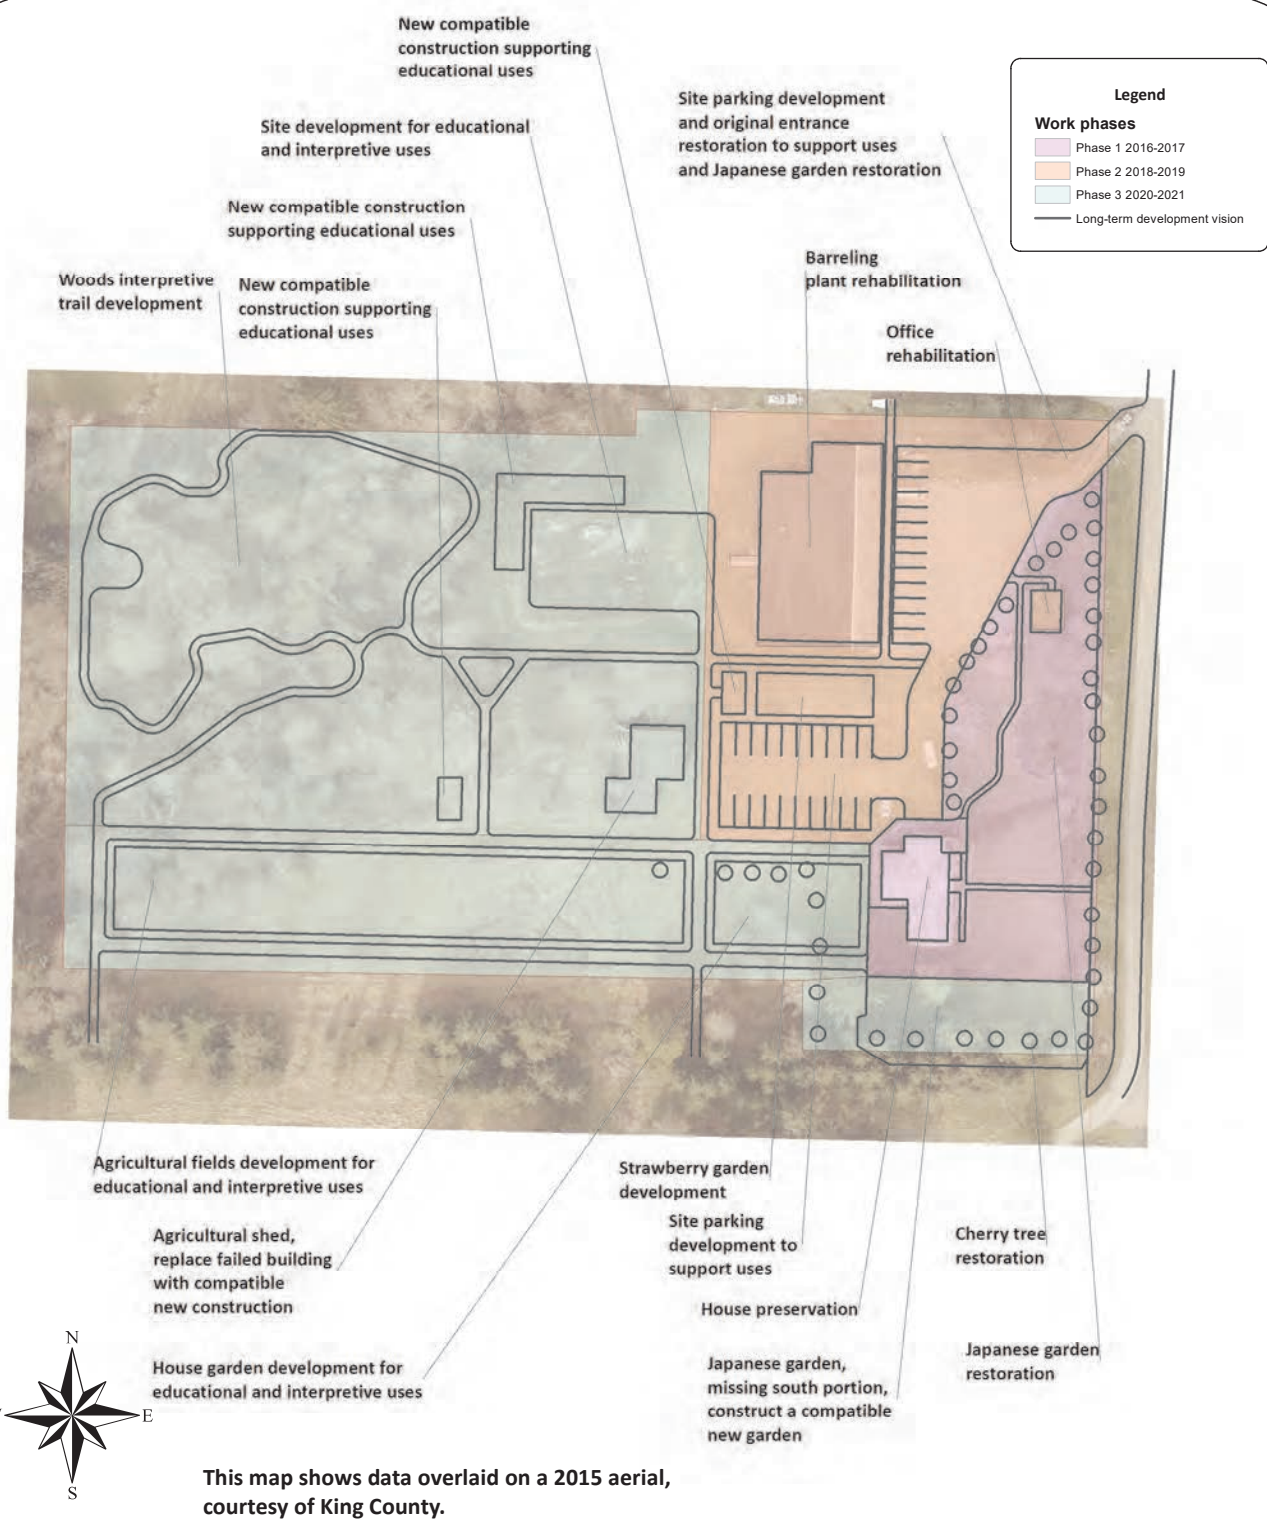 New compatible
construction supporting
educational uses
Legend
Work phases
Phase 1 2016-2017
Phase 2 2018-2019
Phase 3 2020-2021
Long-term development vision
Site parking development
and original entrance
restoration to support uses
and Japanese garden restoration
Site development for educational
and interpretive uses
New compatible construction
supporting educational uses
Woods interpretive
trail development
New compatible
construction supporting
educational uses
Barreling
plant rehabilitation
Office
rehabilitation
Agricultural fields development for
educational and interpretive uses
Strawberry garden
development
Agricultural shed,
replace failed building
with compatible
new construction
Site parking
development to
support uses
Cherry tree
restoration
House preservation
House garden development for
educational and interpretive uses
Japanese garden,
missing south portion,
construct a compatible
new garden
Japanese garden
restoration
N
E
S
This map shows data overlaid on a 2015 aerial,
courtesy of King County.